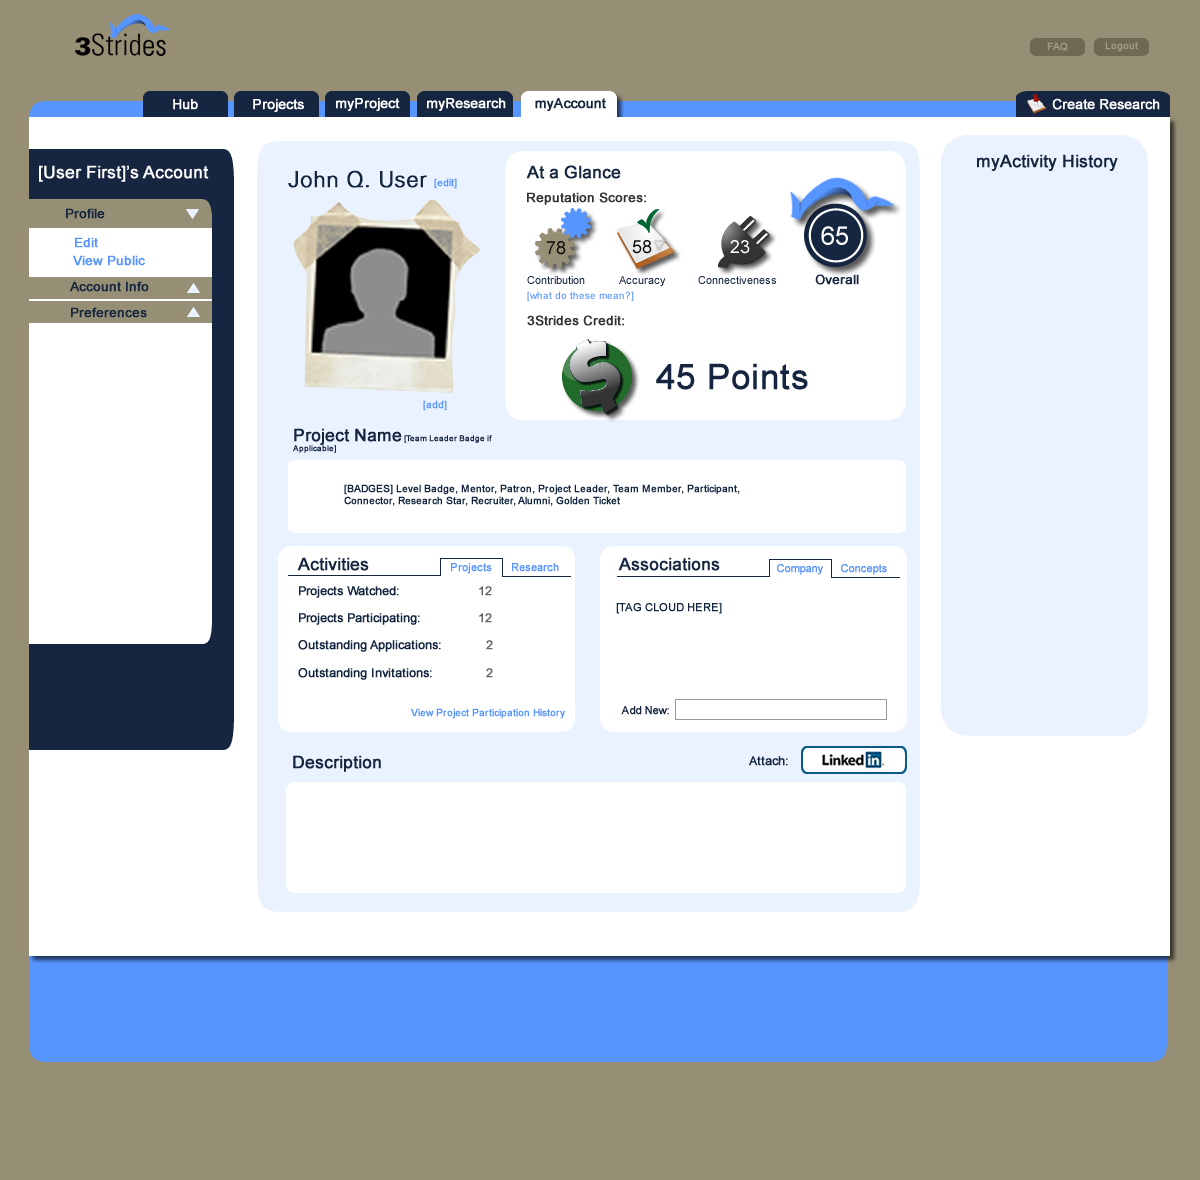 3Strides
FAQ
Logout
Hub
Projects
myProject
myResearch
myAccount
Create Research
[User First]'s Account
Profile
Edit
View Public
Account Info
Preferences
John Q. User [edit]
[add]
At a Glance
Reputation Scores:
78
58
23
65
Contribution
Accuracy
Connectiveness
Overall
[what do these mean?]
3Strides Credit:
45 Points
myActivity History
Project Name [Team Leader Badge if
Applicable]
[BADGES] Level Badge, Mentor, Patron, Project Leader, Team Member, Participant,
Connector, Research Star, Recruiter, Alumni, Golden Ticket
Activities
Projects
Research
Projects Watched: 12
Projects Participating: 12
Outstanding Applications: 2
Outstanding Invitations: 2
View Project Participation History
Associations
Company
Concepts
[TAG CLOUD HERE]
Add New:
Description
Attach:
Linked in